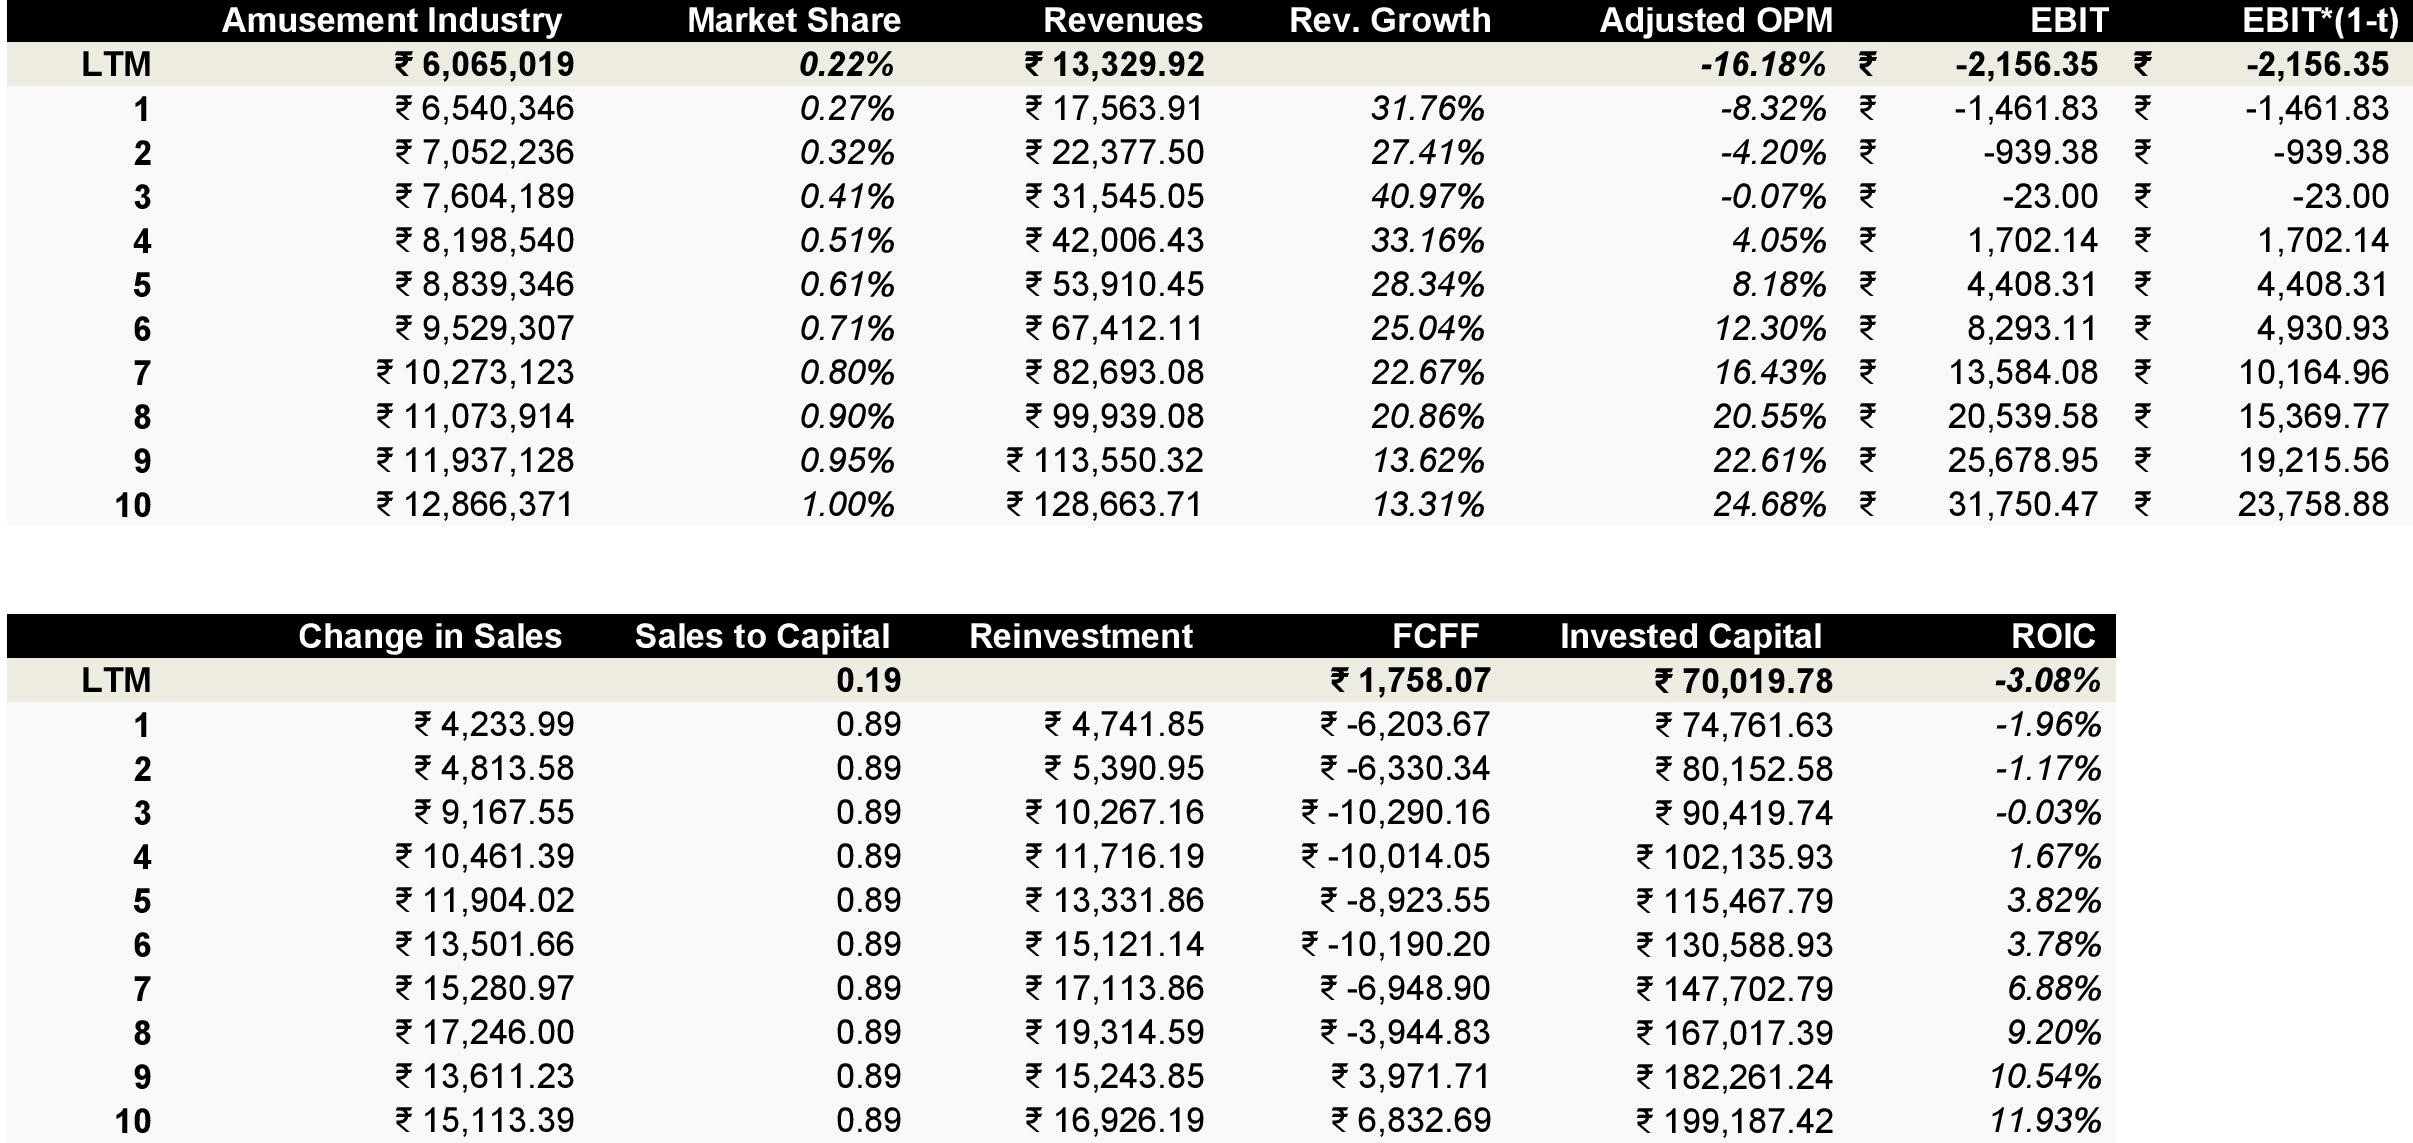 Amusement Industry Market Share Revenues Rev. Growth Adjusted OPM EBIT EBIT*(1-t)
LTM ₹ 6,065,019 0.22% ₹ 13,329.92 -16.18% ₹ -2,156.35 ₹ -2,156.35
1 ₹ 6,540,346 0.27% ₹ 17,563.91 31.76% -8.32% ₹ -1,461.83 ₹ -1,461.83
2 ₹ 7,052,236 0.32% ₹ 22,377.50 27.41% -4.20% ₹ -939.38 ₹ -939.38
3 ₹ 7,604,189 0.41% ₹ 31,545.05 40.97% -0.07% ₹ -23.00 ₹ -23.00
4 ₹ 8,198,540 0.51% ₹ 42,006.43 33.16% 4.05% ₹ 1,702.14 ₹ 1,702.14
5 ₹ 8,839,346 0.61% ₹ 53,910.45 28.34% 8.18% ₹ 4,408.31 ₹ 4,408.31
6 ₹ 9,529,307 0.71% ₹ 67,412.11 25.04% 12.30% ₹ 8,293.11 ₹ 4,930.93
7 ₹ 10,273,123 0.80% ₹ 82,693.08 22.67% 16.43% ₹ 13,584.08 ₹ 10,164.96
8 ₹ 11,073,914 0.90% ₹ 99,939.08 20.86% 20.55% ₹ 20,539.58 ₹ 15,369.77
9 ₹ 11,937,128 0.95% ₹ 113,550.32 13.62% 22.61% ₹ 25,678.95 ₹ 19,215.56
10 ₹ 12,866,371 1.00% ₹ 128,663.71 13.31% 24.68% ₹ 31,750.47 ₹ 23,758.88
Change in Sales Sales to Capital Reinvestment FCFF Invested Capital ROIC
LTM 0.19 ₹ 1,758.07 ₹ 70,019.78 -3.08%
1 ₹ 4,233.99 0.89 ₹ 4,741.85 ₹ -6,203.67 ₹ 74,761.63 -1.96%
2 ₹ 4,813.58 0.89 ₹ 5,390.95 ₹ -6,330.34 ₹ 80,152.58 -1.17%
3 ₹ 9,167.55 0.89 ₹ 10,267.16 ₹ -10,290.16 ₹ 90,419.74 -0.03%
4 ₹ 10,461.39 0.89 ₹ 11,716.19 ₹ -10,014.05 ₹ 102,135.93 1.67%
5 ₹ 11,904.02 0.89 ₹ 13,331.86 ₹ -8,923.55 ₹ 115,467.79 3.82%
6 ₹ 13,501.66 0.89 ₹ 15,121.14 ₹ -10,190.20 ₹ 130,588.93 3.78%
7 ₹ 15,280.97 0.89 ₹ 17,113.86 ₹ -6,948.90 ₹ 147,702.79 6.88%
8 ₹ 17,246.00 0.89 ₹ 19,314.59 ₹ -3,944.83 ₹ 167,017.39 9.20%
9 ₹ 13,611.23 0.89 ₹ 15,243.85 ₹ 3,971.71 ₹ 182,261.24 10.54%
10 ₹ 15,113.39 0.89 ₹ 16,926.19 ₹ 6,832.69 ₹ 199,187.42 11.93%